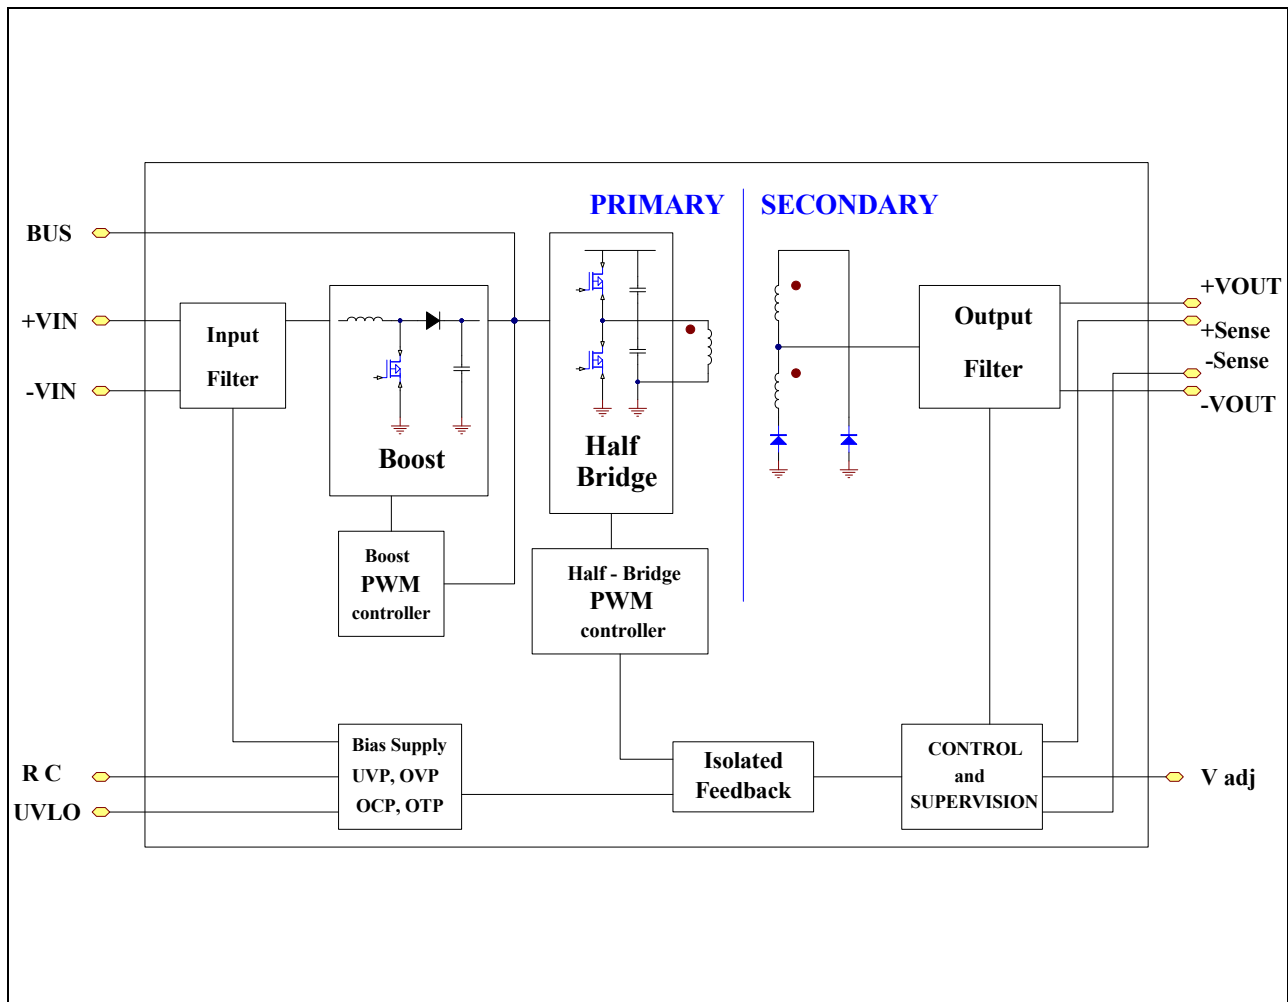 PRIMARY
SECONDARY
BUS
+VIN
-VIN
Input
Filter
Boost
Half
Bridge
Output
Filter
+VOUT
+Sense
-Sense
-VOUT
Boost
PWM
controller
Half - Bridge
PWM
controller
R C
UVLO
Bias Supply
UVP, OVP
OCP, OTP
Isolated
Feedback
CONTROL
and
SUPERVISION
V adj